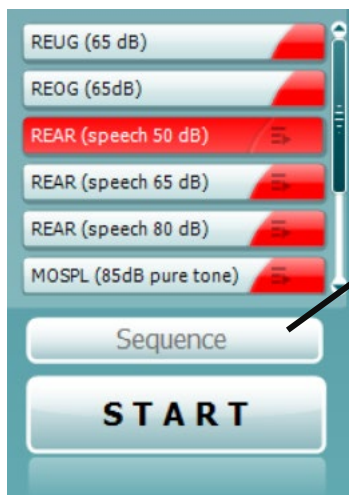 REUG (65 dB)
REOG (65dB)
REAR (speech 50 dB)
REAR (speech 65 dB)
REAR (speech 80 dB)
MOSPL (85dB pure tone)
Sequence
START